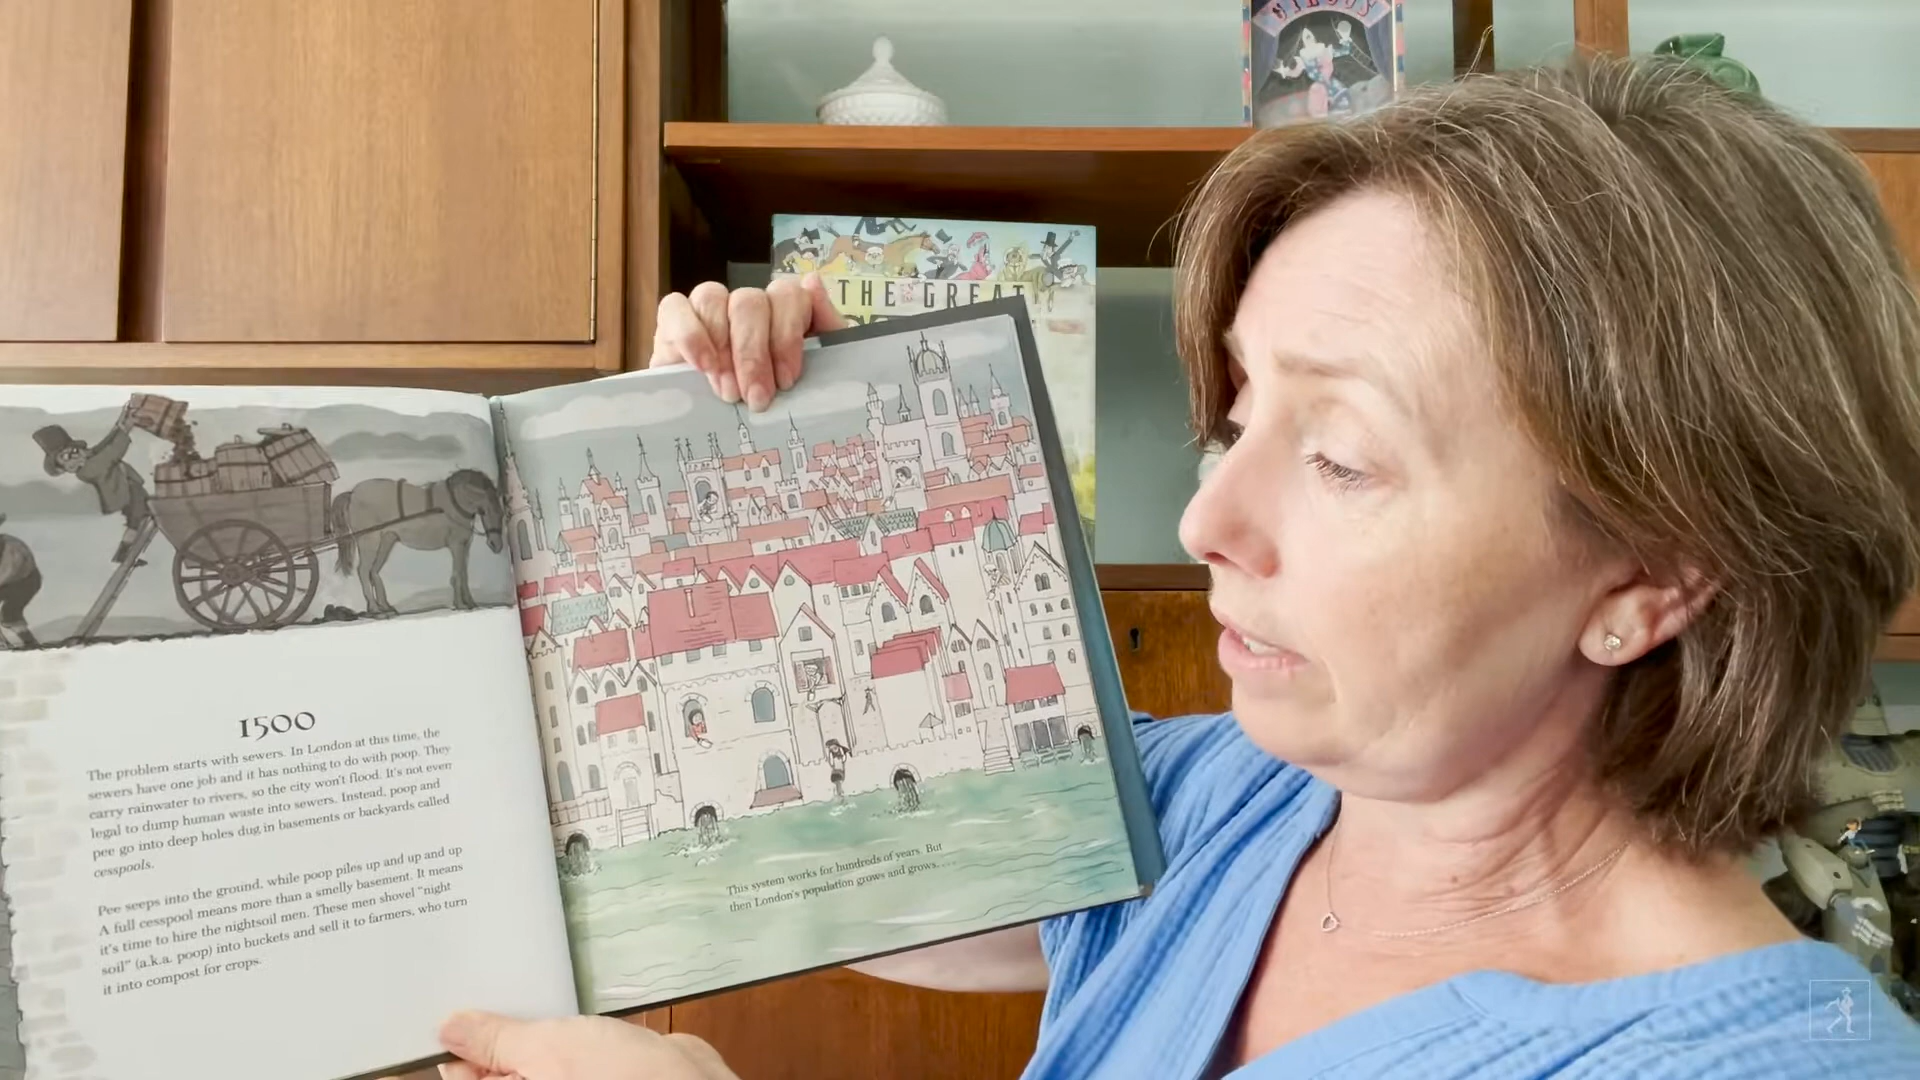 CIRCUS
THE GREAT
1500
The problem starts with sewers. In London at this time, the
sewers have one job and it has nothing to do with poop. They
carry rainwater to rivers, so the city won't flood. It's not even
legal to dump human waste into sewers. Instead, poop and
pee go into deep holes dug in basements or backyards called
cesspools.
Pee seeps into the ground, while poop piles up and up and up
A full cesspool means more than a smelly basement. It means
it's time to hire the nightsoil men. These men shovel "night
soil" (a.k.a. poop) into buckets and sell it to farmers, who turn
it into compost for crops.
This system works for hundreds of years. But
then London's population grows and grows. . . .